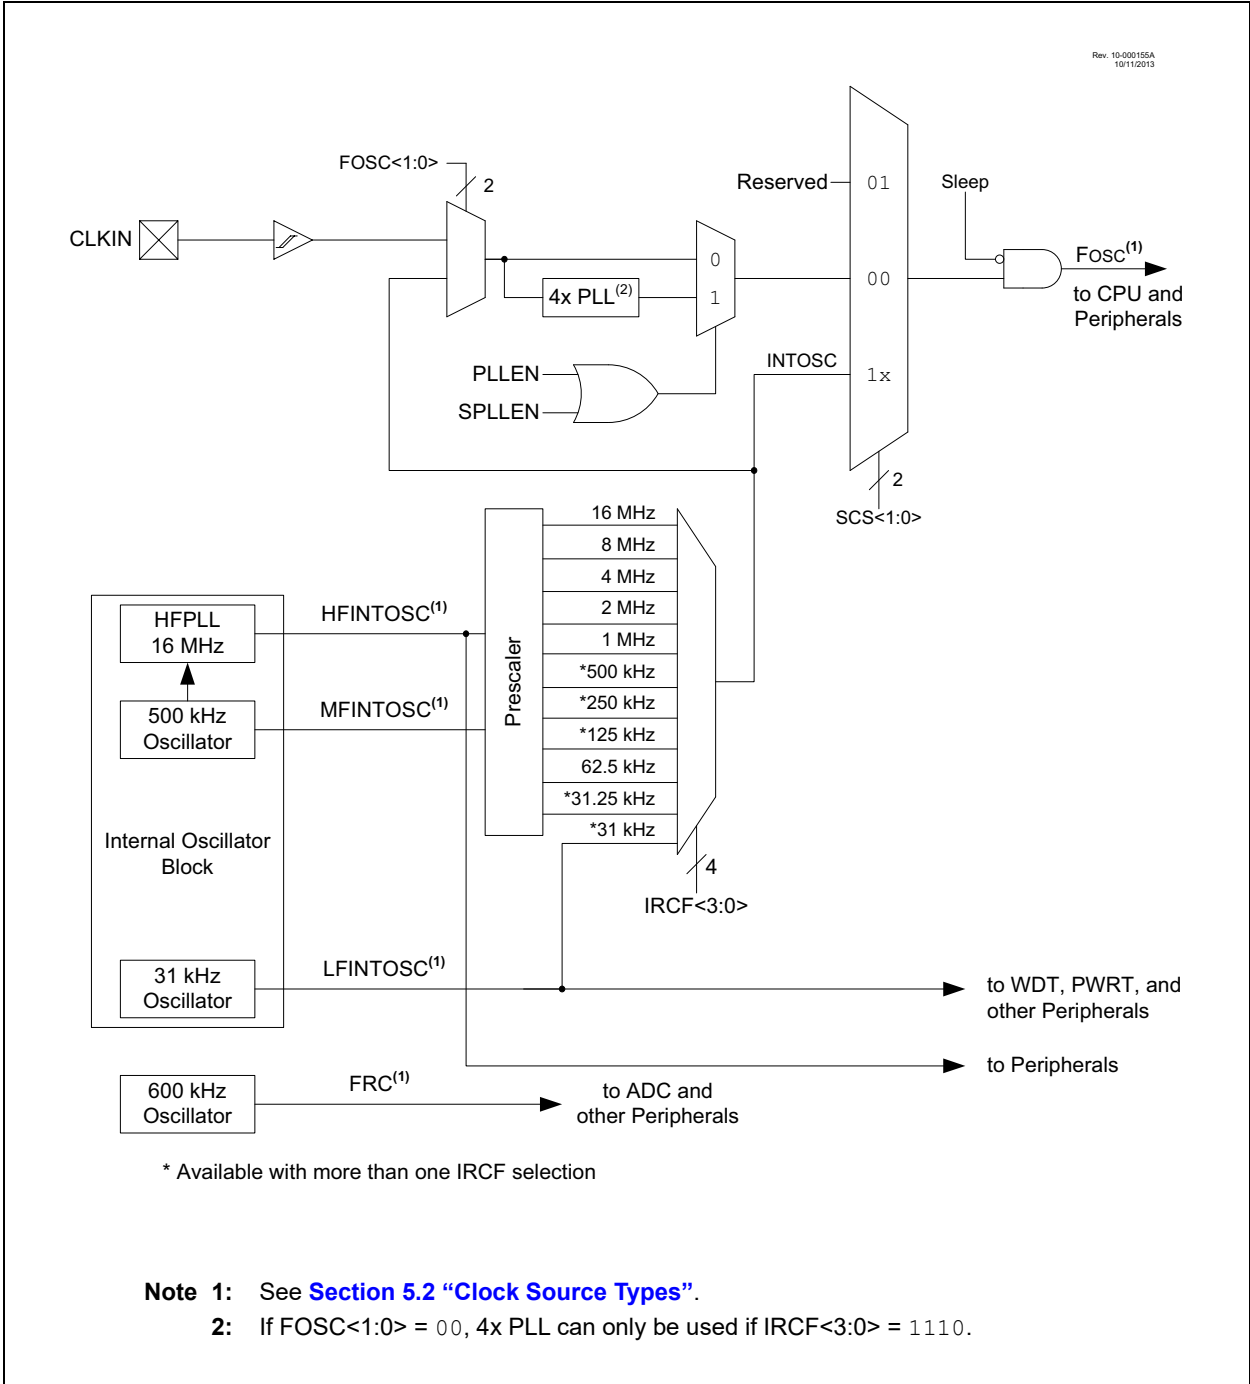 Rev. 10-000155A
10/11/2013
FOSC<1:0>
2
Reserved
01
Sleep
CLKIN
0
FOSC(1)
4x PLL(2)
1
00
to CPU and
Peripherals
PLLEN
INTOSC
1x
SPLLEN
2
SCS<1:0>
16 MHz
8 MHz
4 MHz
2 MHz
1 MHz
*500 kHz
*250 kHz
*125 kHz
62.5 kHz
*31.25 kHz
*31 kHz
Prescaler
4
IRCF<3:0>
HFPLL
16 MHz
HFINTOSC(1)
500 kHz
Oscillator
MFINTOSC(1)
Internal Oscillator
Block
31 kHz
Oscillator
LFINTOSC(1)
to WDT, PWRT, and
other Peripherals
to Peripherals
600 kHz
Oscillator
FRC(1)
to ADC and
other Peripherals
* Available with more than one IRCF selection
Note 1: See Section 5.2 “Clock Source Types”.
2: If FOSC<1:0> = 00, 4x PLL can only be used if IRCF<3:0> = 1110.